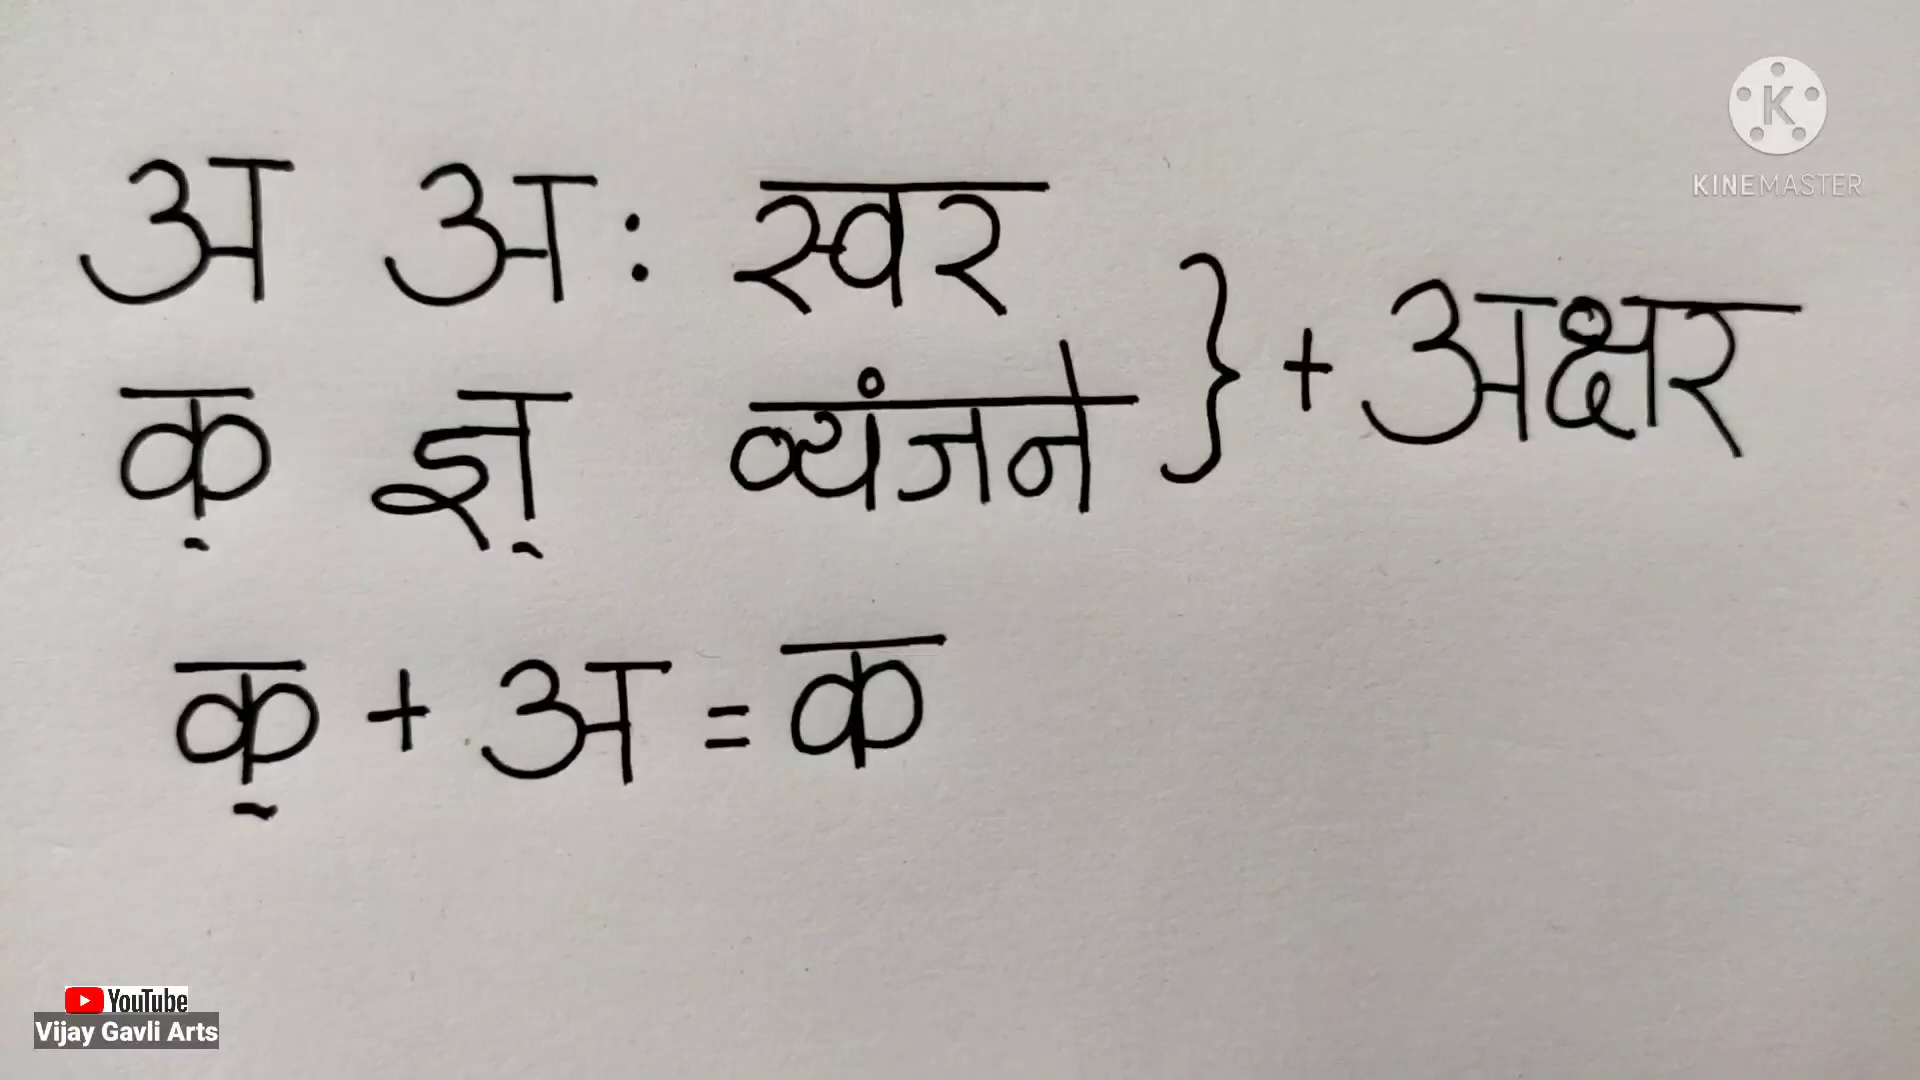 अ अः स्वर
क् ज्ञ् व्यंजने } + अक्षर
क् + अ = क
KINEMASTER
YouTube
Vijay Gavli Arts